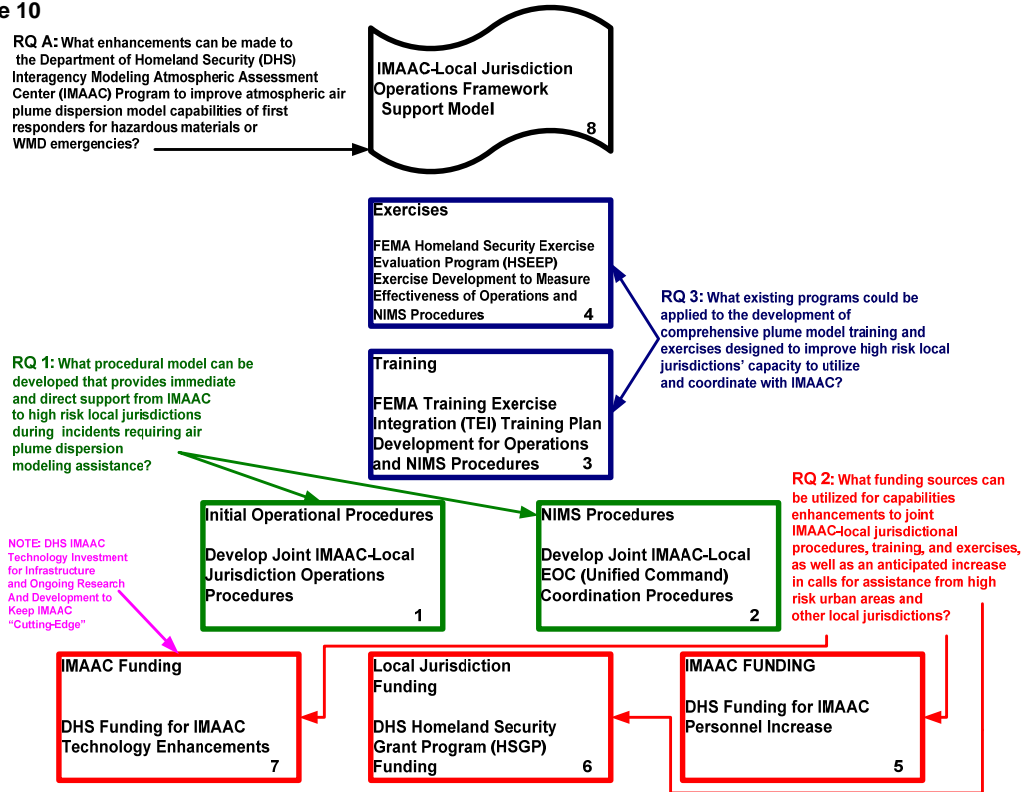 e 10
RQ A: What enhancements can be made to
the Department of Homeland Security (DHS)
Interagency Modeling Atmospheric Assessment
Center (IMAAC) Program to improve atmospheric air
plume dispersion model capabilities of first
responders for hazardous materials or
WMD emergencies?
IMAAC-Local Jurisdiction
Operations Framework
Support Model
8
Exercises
FEMA Homeland Security Exercise
Evaluation Program (HSEEP)
Exercise Development to Measure
Effectiveness of Operations and
NIMS Procedures 4
RQ 3: What existing programs could be
applied to the development of
comprehensive plume model training and
exercises designed to improve high risk local
jurisdictions’ capacity to utilize
and coordinate with IMAAC?
RQ 1: What procedural model can be
developed that provides immediate
and direct support from IMAAC
to high risk local jurisdictions
during incidents requiring air
plume dispersion
modeling assistance?
Training
FEMA Training Exercise
Integration (TEI) Training Plan
Development for Operations
and NIMS Procedures 3
RQ 2: What funding sources can
be utilized for capabilities
enhancements to joint
IMAAC-local jurisdictional
procedures, training, and exercises,
as well as an anticipated increase
in calls for assistance from high
risk urban areas and
other local jurisdictions?
Initial Operational Procedures
Develop Joint IMAAC-Local
Jurisdiction Operations
Procedures
1
NIMS Procedures
Develop Joint IMAAC-Local
EOC (Unified Command)
Coordination Procedures
2
NOTE: DHS IMAAC
Technology Investment
for Infrastructure
and Ongoing Research
And Development to
Keep IMAAC
“Cutting-Edge”
IMAAC Funding
DHS Funding for IMAAC
Technology Enhancements
7
Local Jurisdiction
Funding
DHS Homeland Security
Grant Program (HSGP)
Funding 6
IMAAC FUNDING
DHS Funding for IMAAC
Personnel Increase
5